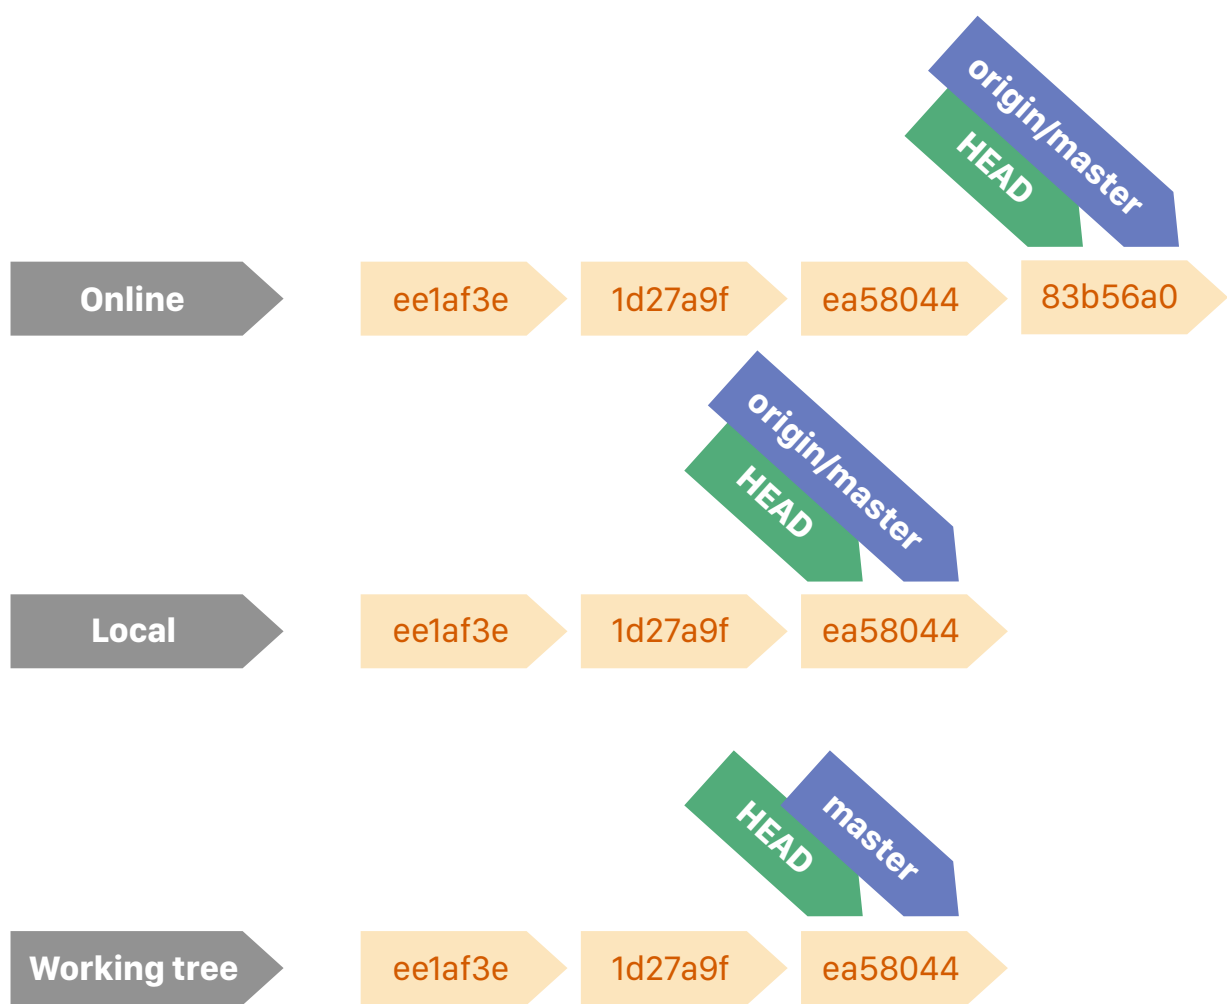 origin/master
HEAD
Online
ee1af3e
1d27a9f
ea58044
83b56a0
origin/master
HEAD
Local
ee1af3e
1d27a9f
ea58044
HEAD
master
Working tree
ee1af3e
1d27a9f
ea58044